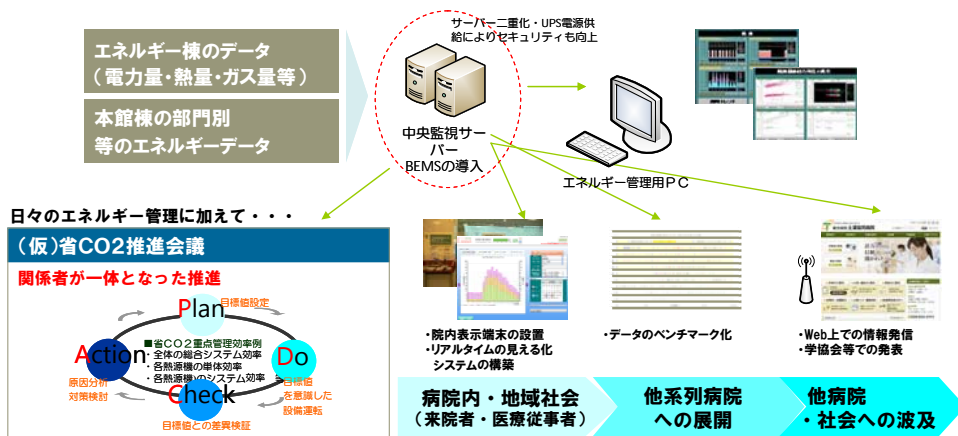 サーバー二重化・UPS電源供
給によりセキュリティも向上
エネルギー棟のデータ
（電力量・熱量・ガス量等）
本館棟の部門別
等のエネルギーデータ
中央監視サー
バー
BEMSの導入
エネルギー管理用ＰＣ
日々のエネルギー管理に加えて・・・
（仮）省CO2推進会議
関係者が一体となった推進
Plan
目標値設定
Action
■省ＣＯ２重点管理効率例
・全体の総合システム効率
・各熱源機の単体効率
・各熱源機のシステム効率
Do
原因分析
対策検討
Check
目標値
を意識した
設備運転
目標値との差異検証
・院内表示端末の設置
・リアルタイムの見える化
システムの構築
・データのベンチマーク化
・Web上での情報発信
・学協会等での発表
病院内・地域社会
（来院者・医療従事者）
他系列病院
への展開
他病院
・社会への波及